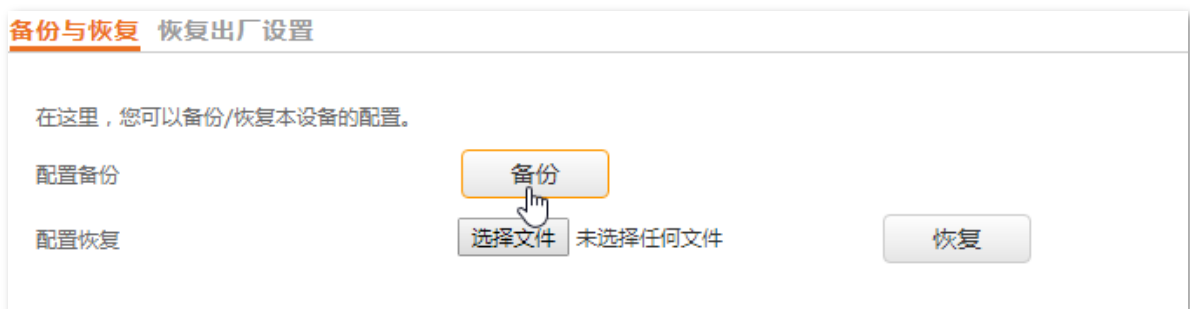 备份与恢复 恢复出厂设置
在这里，您可以备份/恢复本设备的配置。
配置备份 备份
配置恢复 选择文件 未选择任何文件 恢复